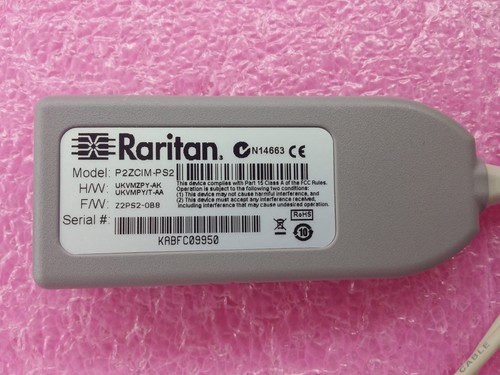 Raritan. N14663 CE
Model: P2ZCIM-PS2
H/W: UKVMZPY-AK
UKVMPY/T-AA
F/W: Z2PS2-088
This device complies with Part 15 Class A of the FCC Rules.
Operation is subject to the following two conditions:
(1) This device may not cause harmful interference, and
(2) This device must accept any interference received,
including interference that may cause undesired operation.
Serial #:
KABFC09950
RoHS
10
CABLE